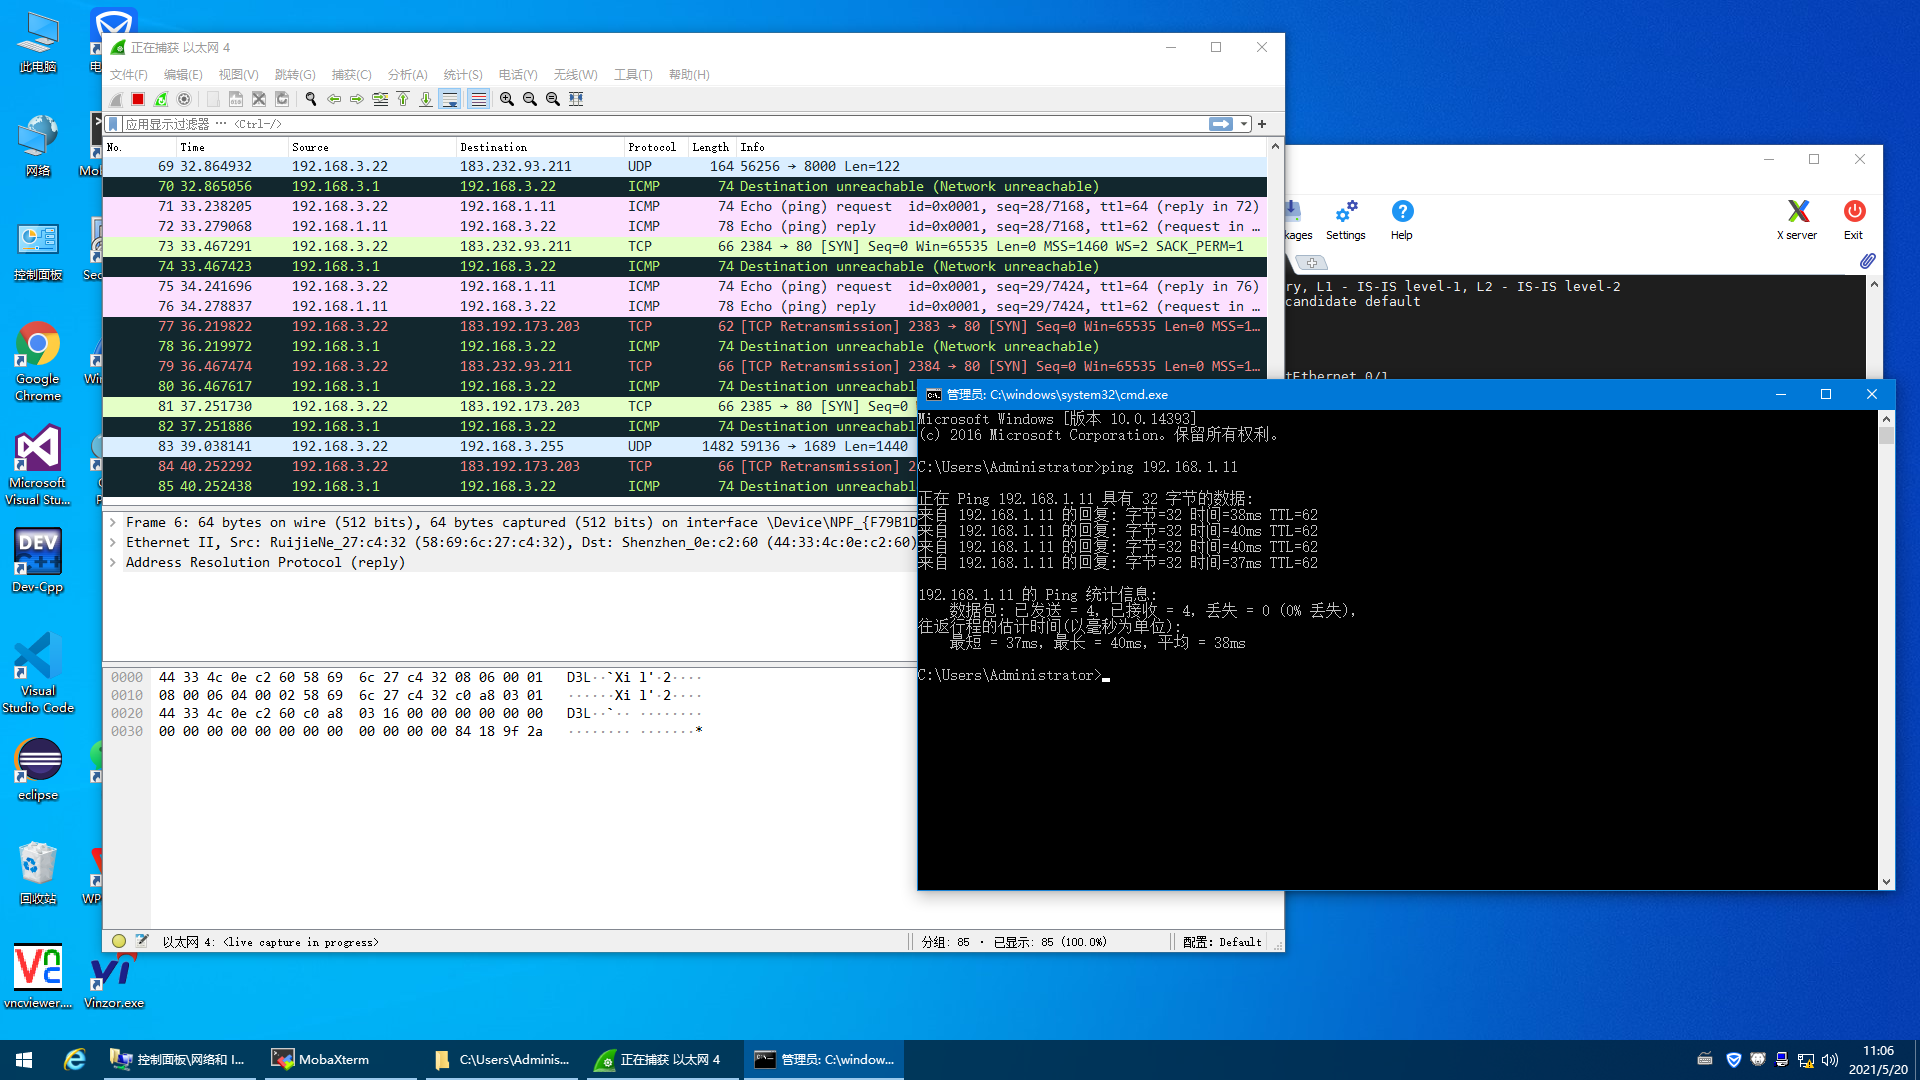 此电脑
网络
控制面板
Google
Chrome
Microsoft
Visual Stu...
DEV
Dev-Cpp
Visual
Studio Code
eclipse
回收站
vncviewer....
Vinzor.exe
正在捕获 以太网 4
文件(F) 编辑(E) 视图(V) 跳转(G) 捕获(C) 分析(A) 统计(S) 电话(Y) 无线(W) 工具(T) 帮助(H)
应用显示过滤器 … <Ctrl-/>
No. Time Source Destination Protocol Length Info
69 32.864932 192.168.3.22 183.232.93.211 UDP 164 56256 → 8000 Len=122
70 32.865056 192.168.3.1 192.168.3.22 ICMP 74 Destination unreachable (Network unreachable)
71 33.238205 192.168.3.22 192.168.1.11 ICMP 74 Echo (ping) request id=0x0001, seq=28/7168, ttl=64 (reply in 72)
72 33.279068 192.168.1.11 192.168.3.22 ICMP 78 Echo (ping) reply id=0x0001, seq=28/7168, ttl=62 (request in …
73 33.467291 192.168.3.22 183.232.93.211 TCP 66 2384 → 80 [SYN] Seq=0 Win=65535 Len=0 MSS=1460 WS=2 SACK_PERM=1
74 33.467423 192.168.3.1 192.168.3.22 ICMP 74 Destination unreachable (Network unreachable)
75 34.241696 192.168.3.22 192.168.1.11 ICMP 74 Echo (ping) request id=0x0001, seq=29/7424, ttl=64 (reply in 76)
76 34.278837 192.168.1.11 192.168.3.22 ICMP 78 Echo (ping) reply id=0x0001, seq=29/7424, ttl=62 (request in …
77 36.219822 192.168.3.22 183.192.173.203 TCP 62 [TCP Retransmission] 2383 → 80 [SYN] Seq=0 Win=65535 Len=0 MSS=1…
78 36.219972 192.168.3.1 192.168.3.22 ICMP 74 Destination unreachable (Network unreachable)
79 36.467474 192.168.3.22 183.232.93.211 TCP 66 [TCP Retransmission] 2384 → 80 [SYN] Seq=0 Win=65535 Len=0 MSS=1…
80 36.467617 192.168.3.1 192.168.3.22 ICMP 74 Destination unreachabl
81 37.251730 192.168.3.22 183.192.173.203 TCP 66 2385 → 80 [SYN] Seq=0
82 37.251886 192.168.3.1 192.168.3.22 ICMP 74 Destination unreachabl
83 39.038141 192.168.3.22 192.168.3.255 UDP 1482 59136 → 1689 Len=1440
84 40.252292 192.168.3.22 183.192.173.203 TCP 66 [TCP Retransmission] 2
85 40.252438 192.168.3.1 192.168.3.22 ICMP 74 Destination unreachabl
Frame 6: 64 bytes on wire (512 bits), 64 bytes captured (512 bits) on interface \Device\NPF_{F79B1D
Ethernet II, Src: RuijieNe_27:c4:32 (58:69:6c:27:c4:32), Dst: Shenzhen_0e:c2:60 (44:33:4c:0e:c2:60)
Address Resolution Protocol (reply)
0000 44 33 4c 0e c2 60 58 69 6c 27 c4 32 08 06 00 01 D3L··`Xi l'·2····
0010 08 00 06 04 00 02 58 69 6c 27 c4 32 c0 a8 03 01 ······Xi l'·2····
0020 44 33 4c 0e c2 60 c0 a8 03 16 00 00 00 00 00 00 D3L··`·· ········
0030 00 00 00 00 00 00 00 00 00 00 00 00 84 18 9f 2a ········ ·······*
以太网 4: <live capture in progress>
分组: 85 · 已显示: 85 (100.0%)
配置: Default
kages Settings Help X server Exit
ry, L1 - IS-IS level-1, L2 - IS-IS level-2
candidate default
tEthernet 0/1
管理员: C:\windows\system32\cmd.exe
Microsoft Windows [版本 10.0.14393]
(c) 2016 Microsoft Corporation。保留所有权利。
C:\Users\Administrator>ping 192.168.1.11
正在 Ping 192.168.1.11 具有 32 字节的数据:
来自 192.168.1.11 的回复: 字节=32 时间=38ms TTL=62
来自 192.168.1.11 的回复: 字节=32 时间=40ms TTL=62
来自 192.168.1.11 的回复: 字节=32 时间=40ms TTL=62
来自 192.168.1.11 的回复: 字节=32 时间=37ms TTL=62
192.168.1.11 的 Ping 统计信息:
数据包: 已发送 = 4, 已接收 = 4, 丢失 = 0 (0% 丢失),
往返行程的估计时间(以毫秒为单位):
最短 = 37ms, 最长 = 40ms, 平均 = 38ms
C:\Users\Administrator>
控制面板\网络和 I... MobaXterm C:\Users\Adminis... 正在捕获 以太网 4 管理员: C:\window...
11:06
2021/5/20